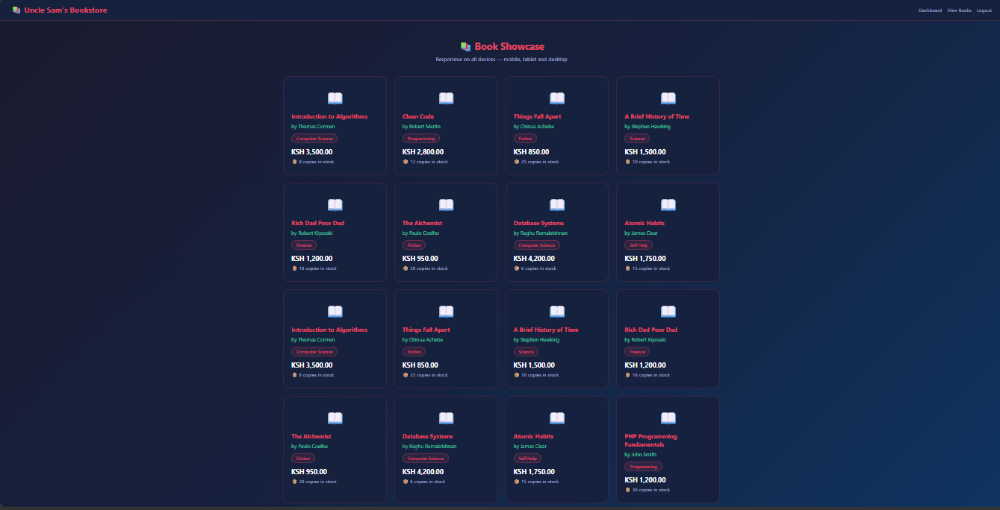 Uncle Sam's Bookstore
Dashboard View Books Logout
Book Showcase
Responsive on all devices — mobile, tablet and desktop
Introduction to Algorithms
by Thomas Cormen
Computer Science
KSH 3,500.00
8 copies in stock
Clean Code
by Robert Martin
Programming
KSH 2,800.00
12 copies in stock
Things Fall Apart
by Chinua Achebe
Fiction
KSH 850.00
25 copies in stock
A Brief History of Time
by Stephen Hawking
Science
KSH 1,500.00
10 copies in stock
Rich Dad Poor Dad
by Robert Kiyosaki
Finance
KSH 1,200.00
18 copies in stock
The Alchemist
by Paulo Coelho
Fiction
KSH 950.00
20 copies in stock
Database Systems
by Raghu Ramakrishnan
Computer Science
KSH 4,200.00
6 copies in stock
Atomic Habits
by James Clear
Self Help
KSH 1,750.00
15 copies in stock
Introduction to Algorithms
by Thomas Cormen
Computer Science
KSH 3,500.00
8 copies in stock
Things Fall Apart
by Chinua Achebe
Fiction
KSH 850.00
25 copies in stock
A Brief History of Time
by Stephen Hawking
Science
KSH 1,500.00
10 copies in stock
Rich Dad Poor Dad
by Robert Kiyosaki
Finance
KSH 1,200.00
18 copies in stock
The Alchemist
by Paulo Coelho
Fiction
KSH 950.00
20 copies in stock
Database Systems
by Raghu Ramakrishnan
Computer Science
KSH 4,200.00
6 copies in stock
Atomic Habits
by James Clear
Self Help
KSH 1,750.00
15 copies in stock
PHP Programming
Fundamentals
by John Smith
Programming
KSH 1,200.00
30 copies in stock